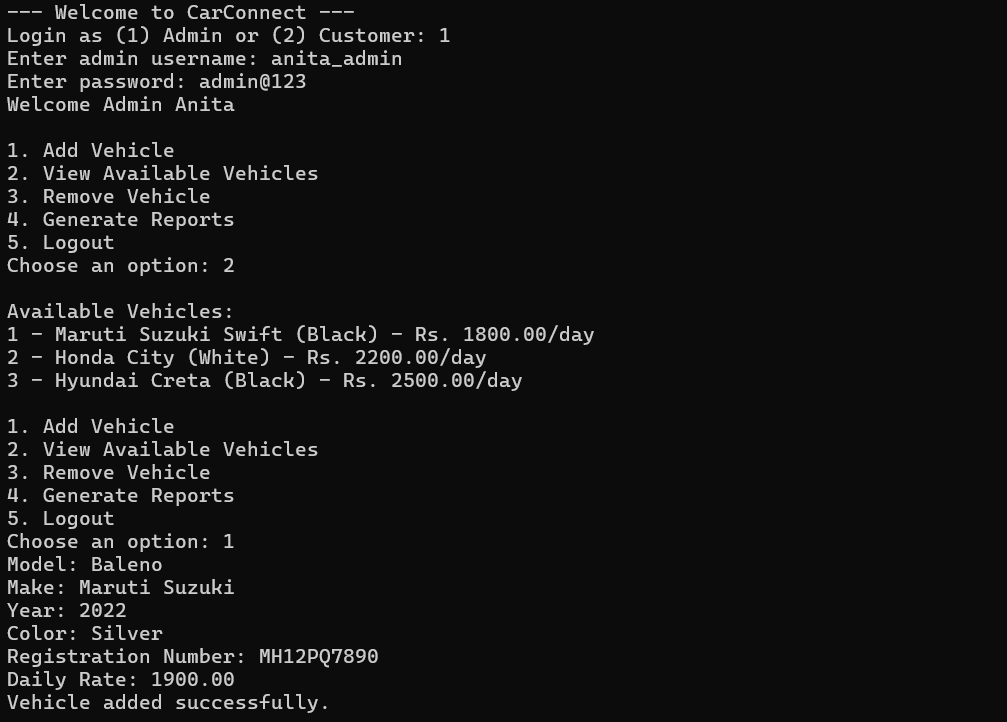 --- Welcome to CarConnect ---
Login as (1) Admin or (2) Customer: 1
Enter admin username: anita_admin
Enter password: admin@123
Welcome Admin Anita
1. Add Vehicle
2. View Available Vehicles
3. Remove Vehicle
4. Generate Reports
5. Logout
Choose an option: 2
Available Vehicles:
1 - Maruti Suzuki Swift (Black) - Rs. 1800.00/day
2 - Honda City (White) - Rs. 2200.00/day
3 - Hyundai Creta (Black) - Rs. 2500.00/day
1. Add Vehicle
2. View Available Vehicles
3. Remove Vehicle
4. Generate Reports
5. Logout
Choose an option: 1
Model: Baleno
Make: Maruti Suzuki
Year: 2022
Color: Silver
Registration Number: MH12PQ7890
Daily Rate: 1900.00
Vehicle added successfully.